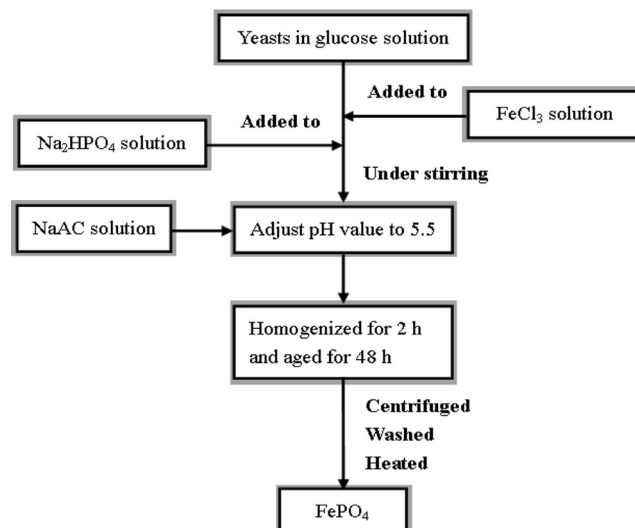 Yeasts in glucose solution
Added to
FeCl₃ solution
Added to
Na₂HPO₄ solution
Under stirring
NaAC solution
Adjust pH value to 5.5
Homogenized for 2 h
and aged for 48 h
Centrifuged
Washed
Heated
FePO₄